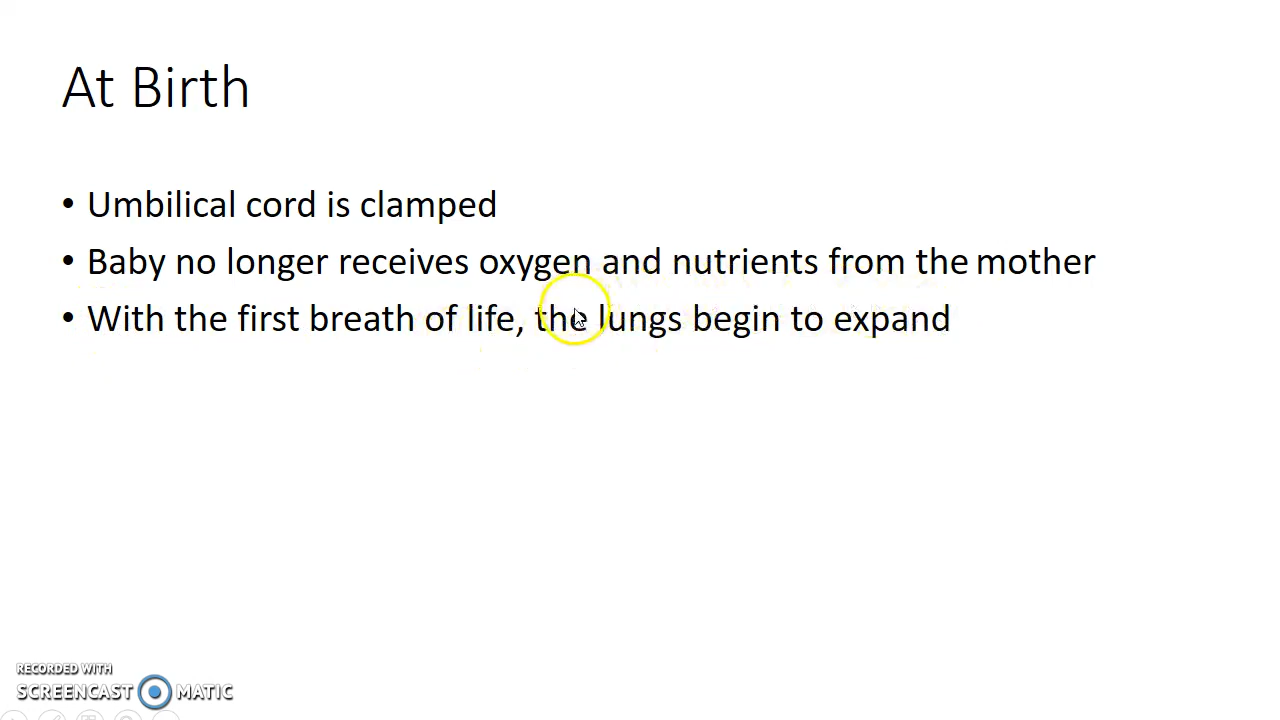 At Birth
• Umbilical cord is clamped
• Baby no longer receives oxygen and nutrients from the mother
• With the first breath of life, the lungs begin to expand
RECORDED WITH
SCREENCAST MATIC